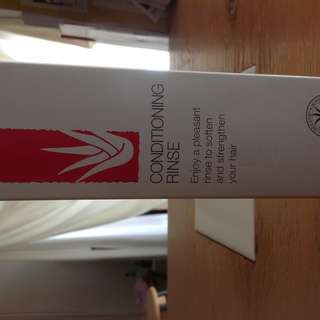 CONDITIONING
RINSE
Enjoy a pleasant
rinse to soften
and strengthen
your hair